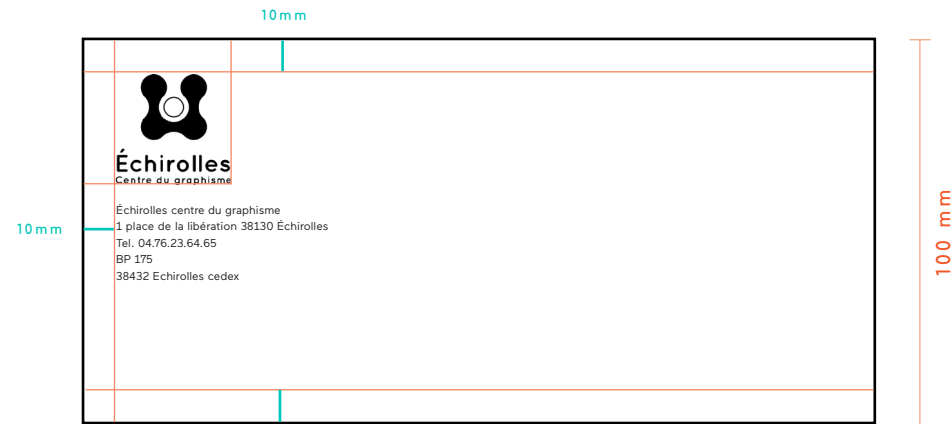 10mm
Échirolles
Centre du graphisme
Échirolles centre du graphisme
1 place de la libération 38130 Échirolles
Tel. 04.76.23.64.65
BP 175
38432 Echirolles cedex
10mm
100 mm